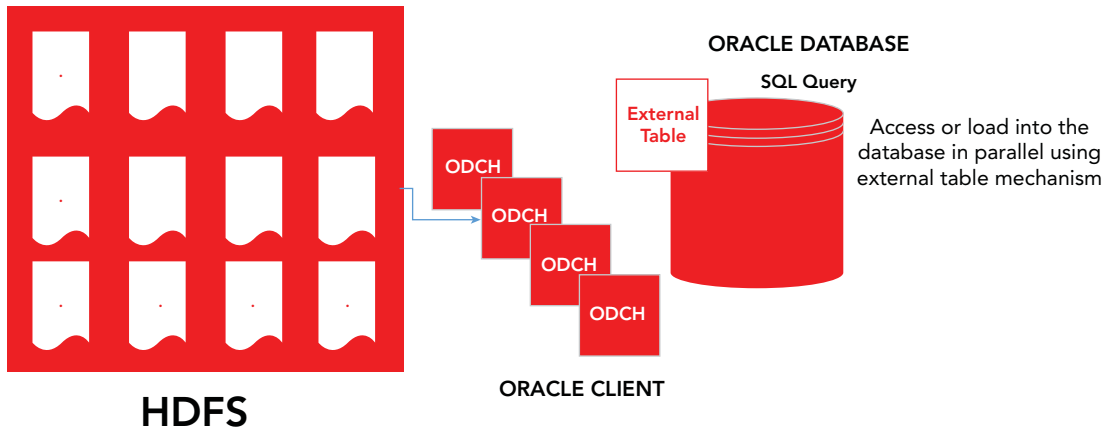 ORACLE DATABASE
SQL Query
External
Table
Access or load into the
database in parallel using
external table mechanism
ODCH
ODCH
ODCH
ODCH
ORACLE CLIENT
HDFS